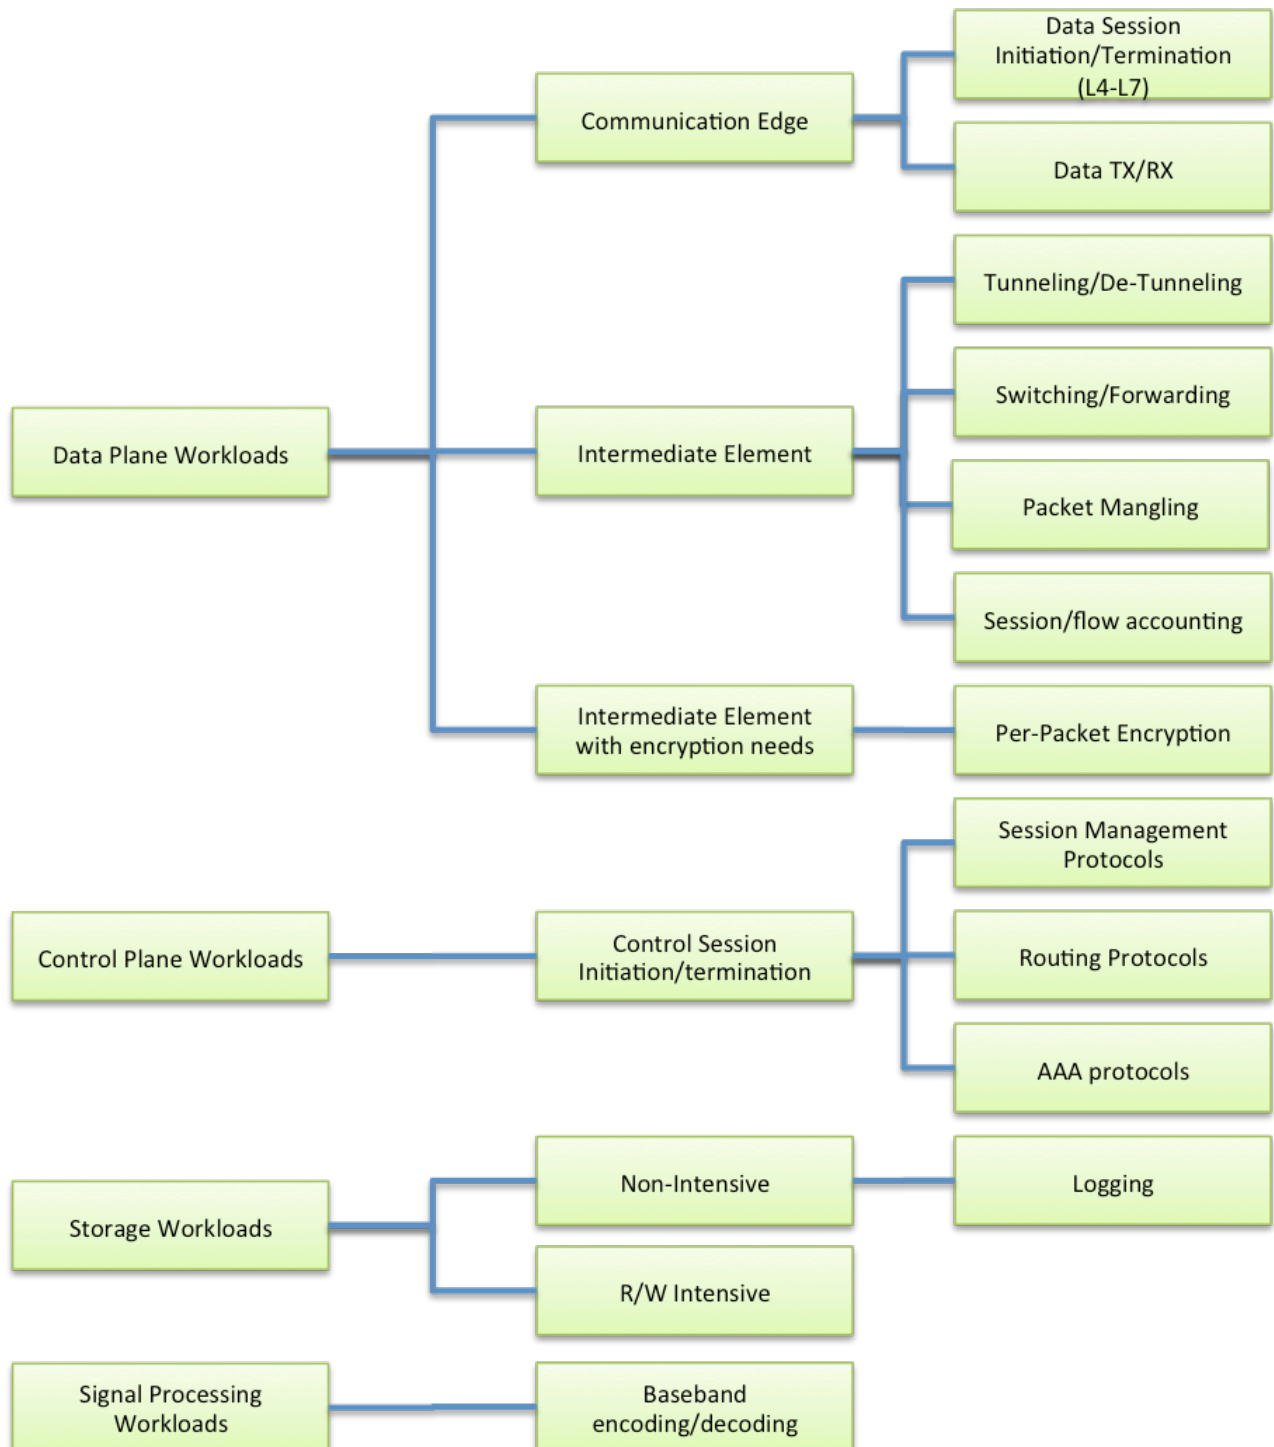 Data Session
Initiation/Termination
(L4-L7)
Communication Edge
Data TX/RX
Tunneling/De-Tunneling
Switching/Forwarding
Data Plane Workloads
Intermediate Element
Packet Mangling
Session/flow accounting
Intermediate Element
with encryption needs
Per-Packet Encryption
Session Management
Protocols
Control Plane Workloads
Control Session
Initiation/termination
Routing Protocols
AAA protocols
Non-Intensive
Logging
Storage Workloads
R/W Intensive
Signal Processing
Workloads
Baseband
encoding/decoding